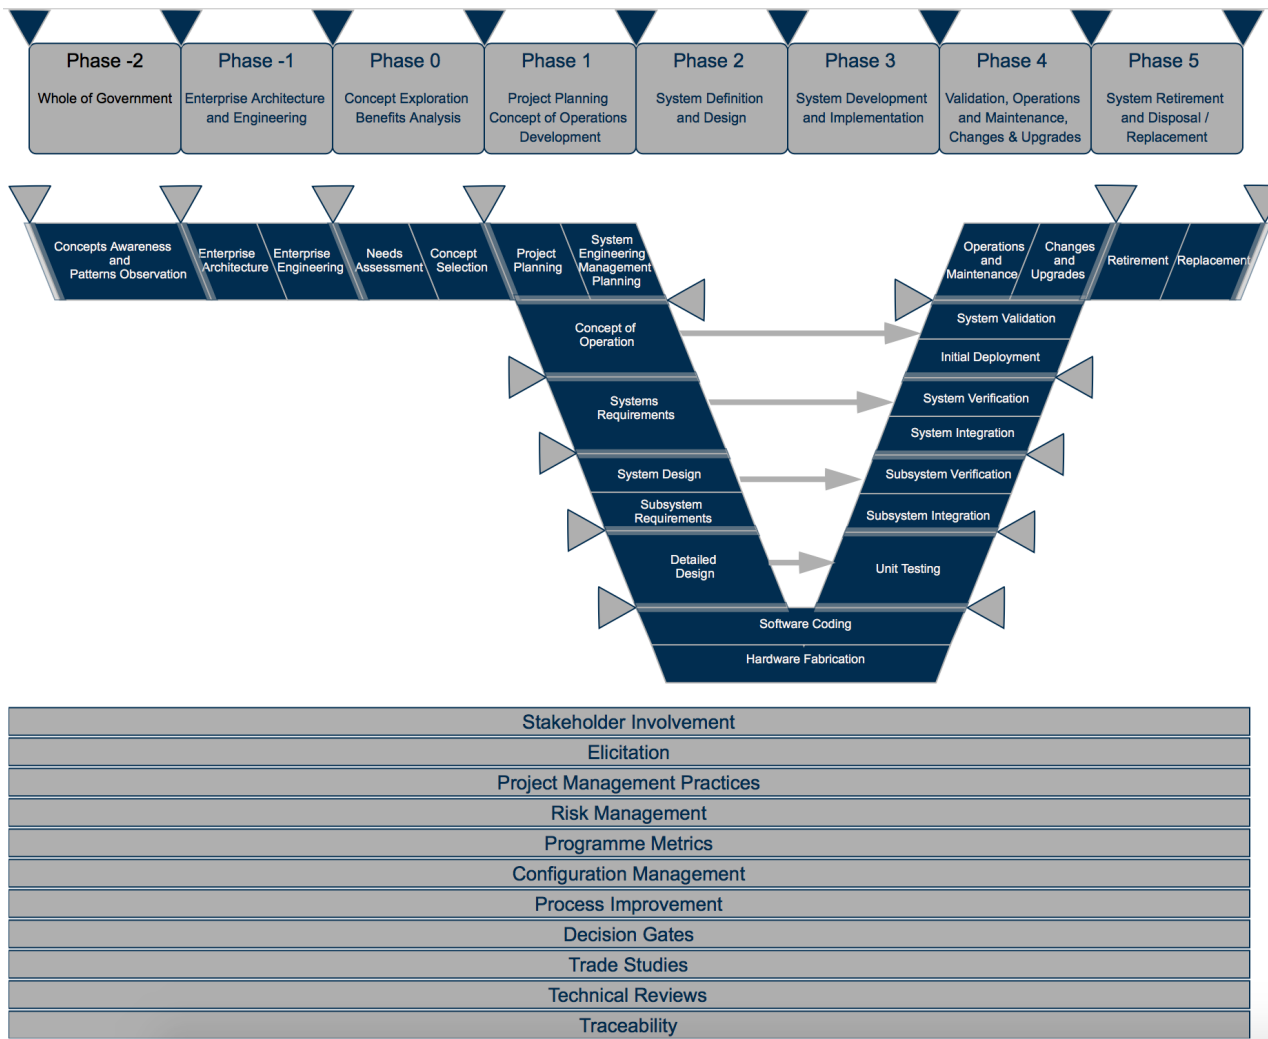 Phase -2
Whole of Government
Phase -1
Enterprise Architecture
and Engineering
Phase 0
Concept Exploration
Benefits Analysis
Phase 1
Project Planning
Concept of Operations
Development
Phase 2
System Definition
and Design
Phase 3
System Development
and Implementation
Phase 4
Validation, Operations
and Maintenance,
Changes & Upgrades
Phase 5
System Retirement
and Disposal /
Replacement
Concepts Awareness
and
Patterns Observation
Enterprise
Architecture
Enterprise
Engineering
Needs
Assessment
Concept
Selection
Project
Planning
System
Engineering
Management
Planning
Operations
and
Maintenance
Changes
and
Upgrades
Retirement
Replacement
Concept of
Operation
System Validation
Initial Deployment
Systems
Requirements
System Verification
System Integration
System Design
Subsystem
Requirements
Subsystem Verification
Subsystem Integration
Detailed
Design
Unit Testing
Software Coding
Hardware Fabrication
Stakeholder Involvement
Elicitation
Project Management Practices
Risk Management
Programme Metrics
Configuration Management
Process Improvement
Decision Gates
Trade Studies
Technical Reviews
Traceability